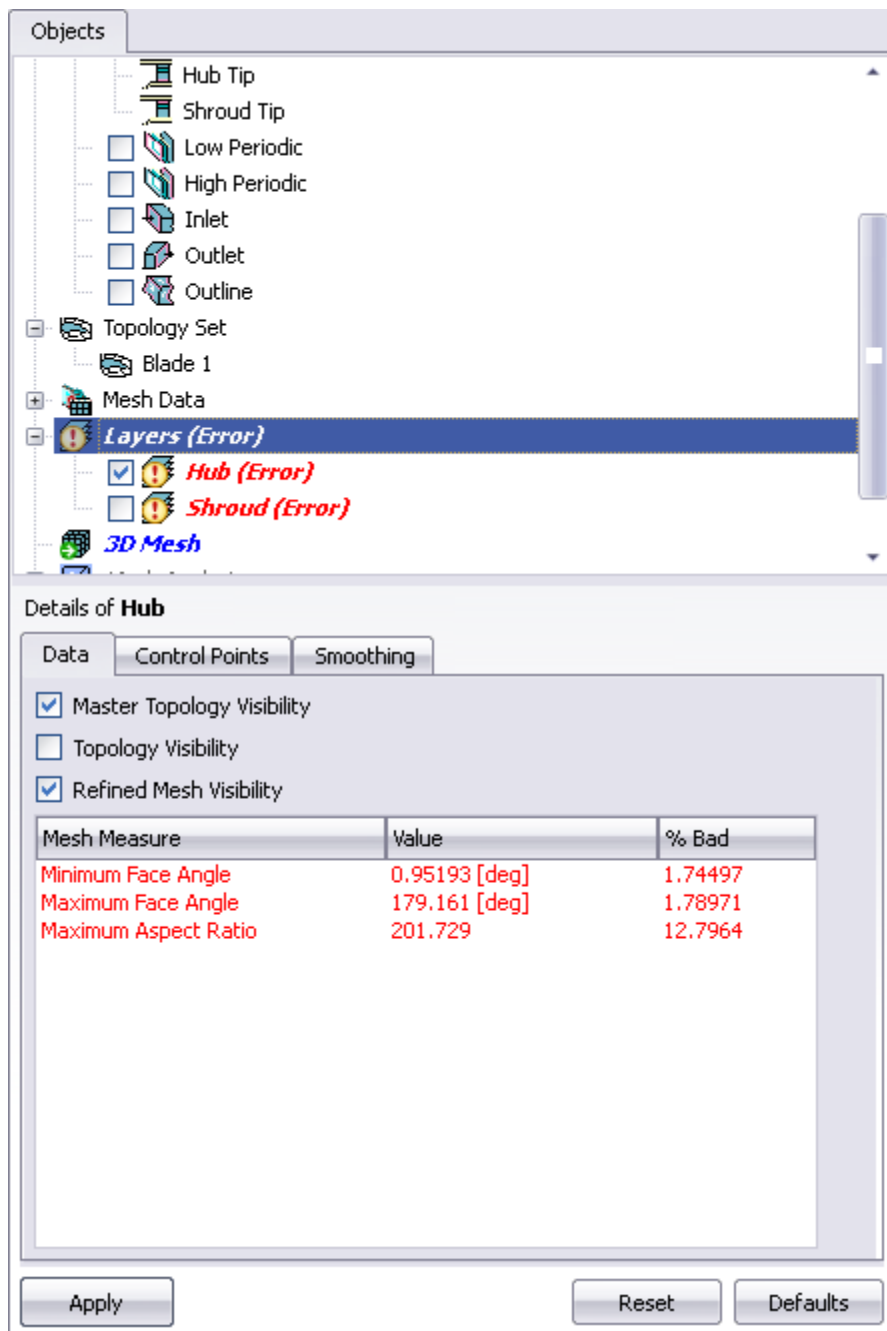 Objects
Hub Tip
Shroud Tip
Low Periodic
High Periodic
Inlet
Outlet
Outline
Topology Set
Blade 1
Mesh Data
Layers (Error)
Hub (Error)
Shroud (Error)
3D Mesh
Details of Hub
Data Control Points Smoothing
Master Topology Visibility
Topology Visibility
Refined Mesh Visibility
Mesh Measure Value % Bad
Minimum Face Angle 0.95193 [deg] 1.74497
Maximum Face Angle 179.161 [deg] 1.78971
Maximum Aspect Ratio 201.729 12.7964
Apply Reset Defaults